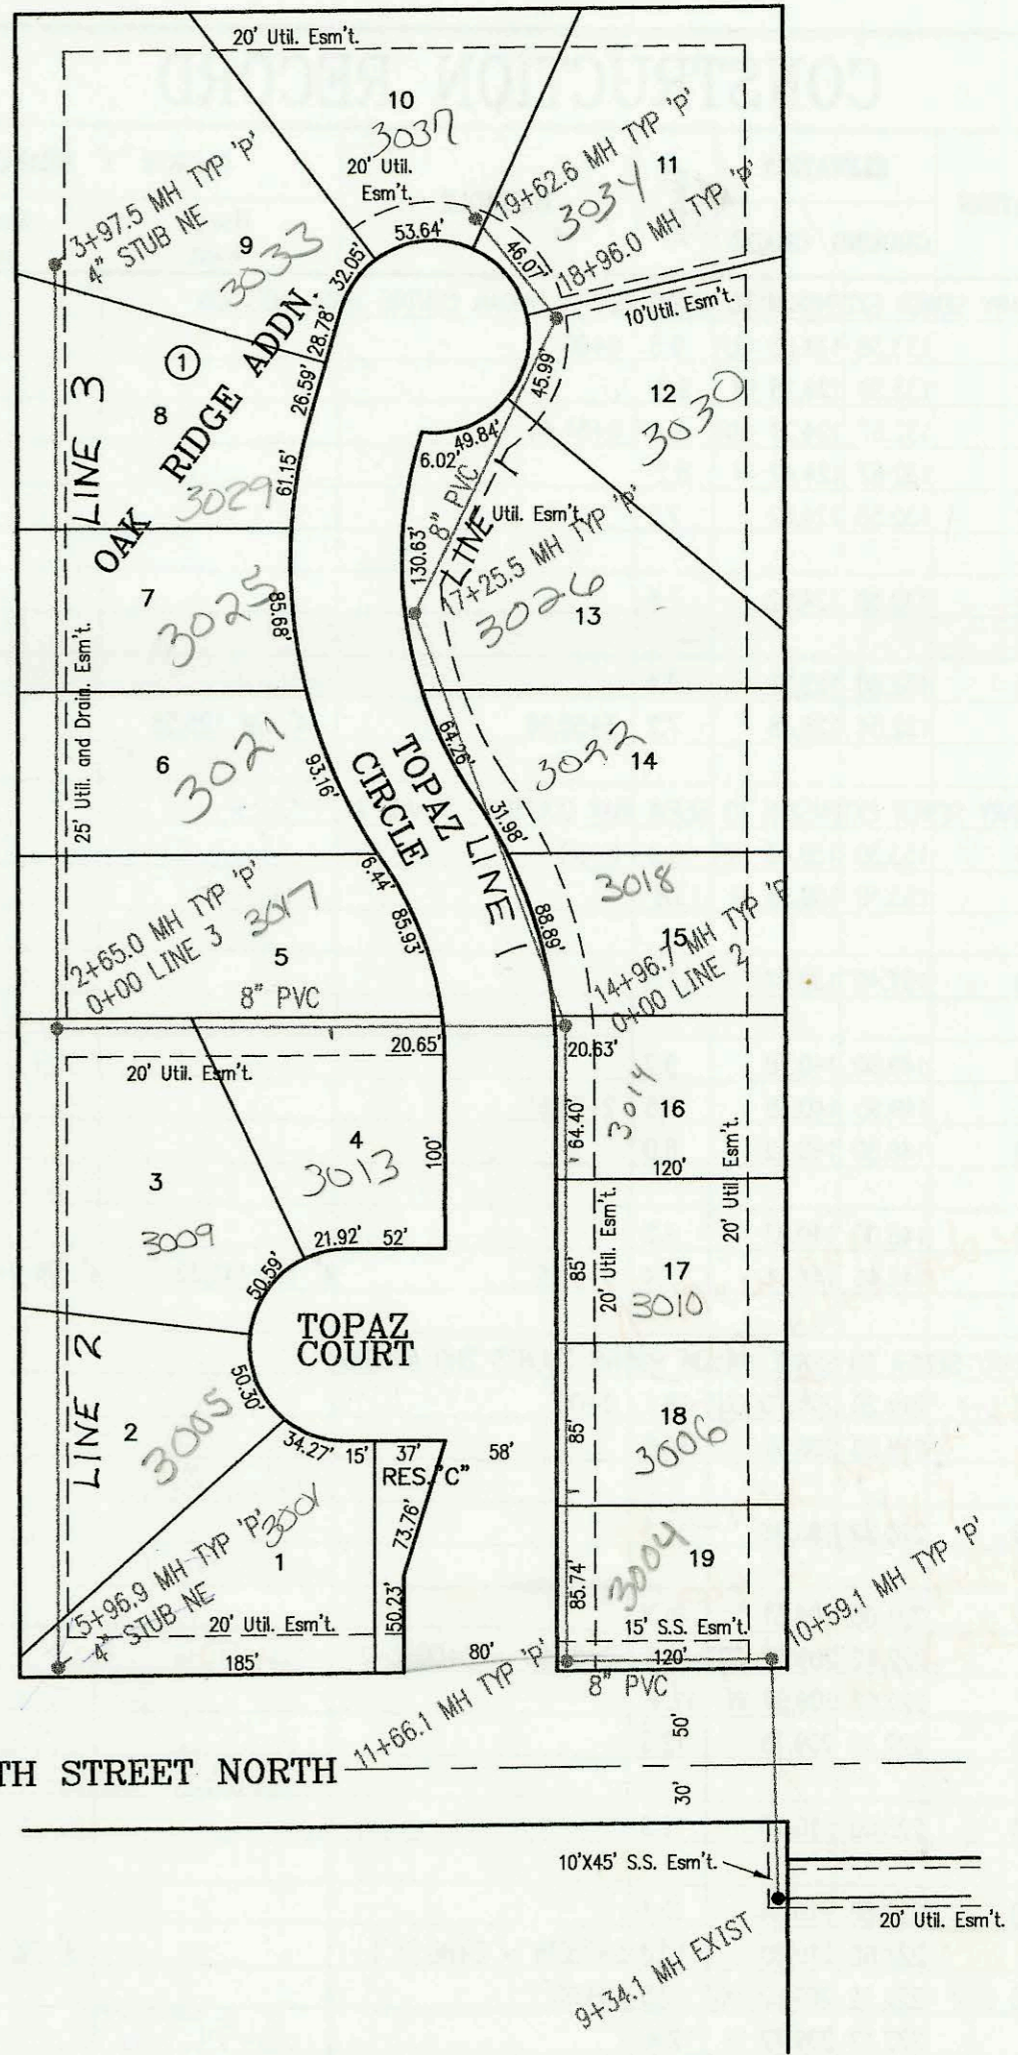 20' Util. Esm't.
10
3037
20' Util.
Esm't.
53.64'
19+62.6 MH TYP 'P'
11
3034
46.07'
18+96.0 MH TYP 'P'
10'Util. Esm't.
3+97.5 MH TYP 'P'
4" STUB NE
9
3033
32.05'
28.78'
26.59'
LINE 3
1
8
OAK RIDGE ADDN.
3029
61.15'
45.99'
12
3030
49.84'
6.02'
8" PVC
LINE 1
Util. Esm't.
130.63'
17+25.5 MH TYP 'P'
3026
13
7
3025
85.68'
25' Util. and Drain. Esm't.
6
3021
93.16'
TOPAZ
CIRCLE
64.26'
3022
14
31.98'
LINE 1
6.44'
85.93'
88.89'
3018
15
2+65.0 MH TYP 'P'
0+00 LINE 3
3017
5
8" PVC
14+96.7 MH TYP 'P'
0+00 LINE 2
20.65'
20.63'
20' Util. Esm't.
3
3009
4
3013
100'
64.40'
3014
16
120'
20' Util. Esm't.
20' Util. Esm't.
21.92'
52'
50.59'
TOPAZ
COURT
85'
17
3010
LINE 2
2
3005
50.30'
34.27'
15'
37'
58'
RES. "C"
85'
18
3006
73.76'
50.23'
5+96.9 MH TYP 'P'
4" STUB NE
3001
1
20' Util. Esm't.
185'
80'
85.74'
3004
19
15' S.S. Esm't.
120'
10+59.1 MH TYP 'P'
8" PVC
11+66.1 MH TYP 'P'
50'
TH STREET NORTH
30'
10'X45' S.S. Esm't.
20' Util. Esm't.
9+34.1 MH EXIST